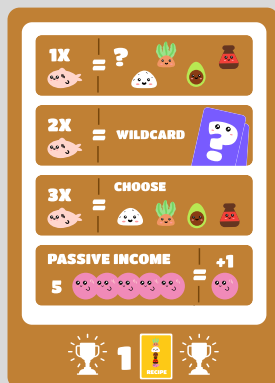 1X = ?
2X = WILDCARD ?
3X = CHOOSE
PASSIVE INCOME
5 = +1
1 RECIPE